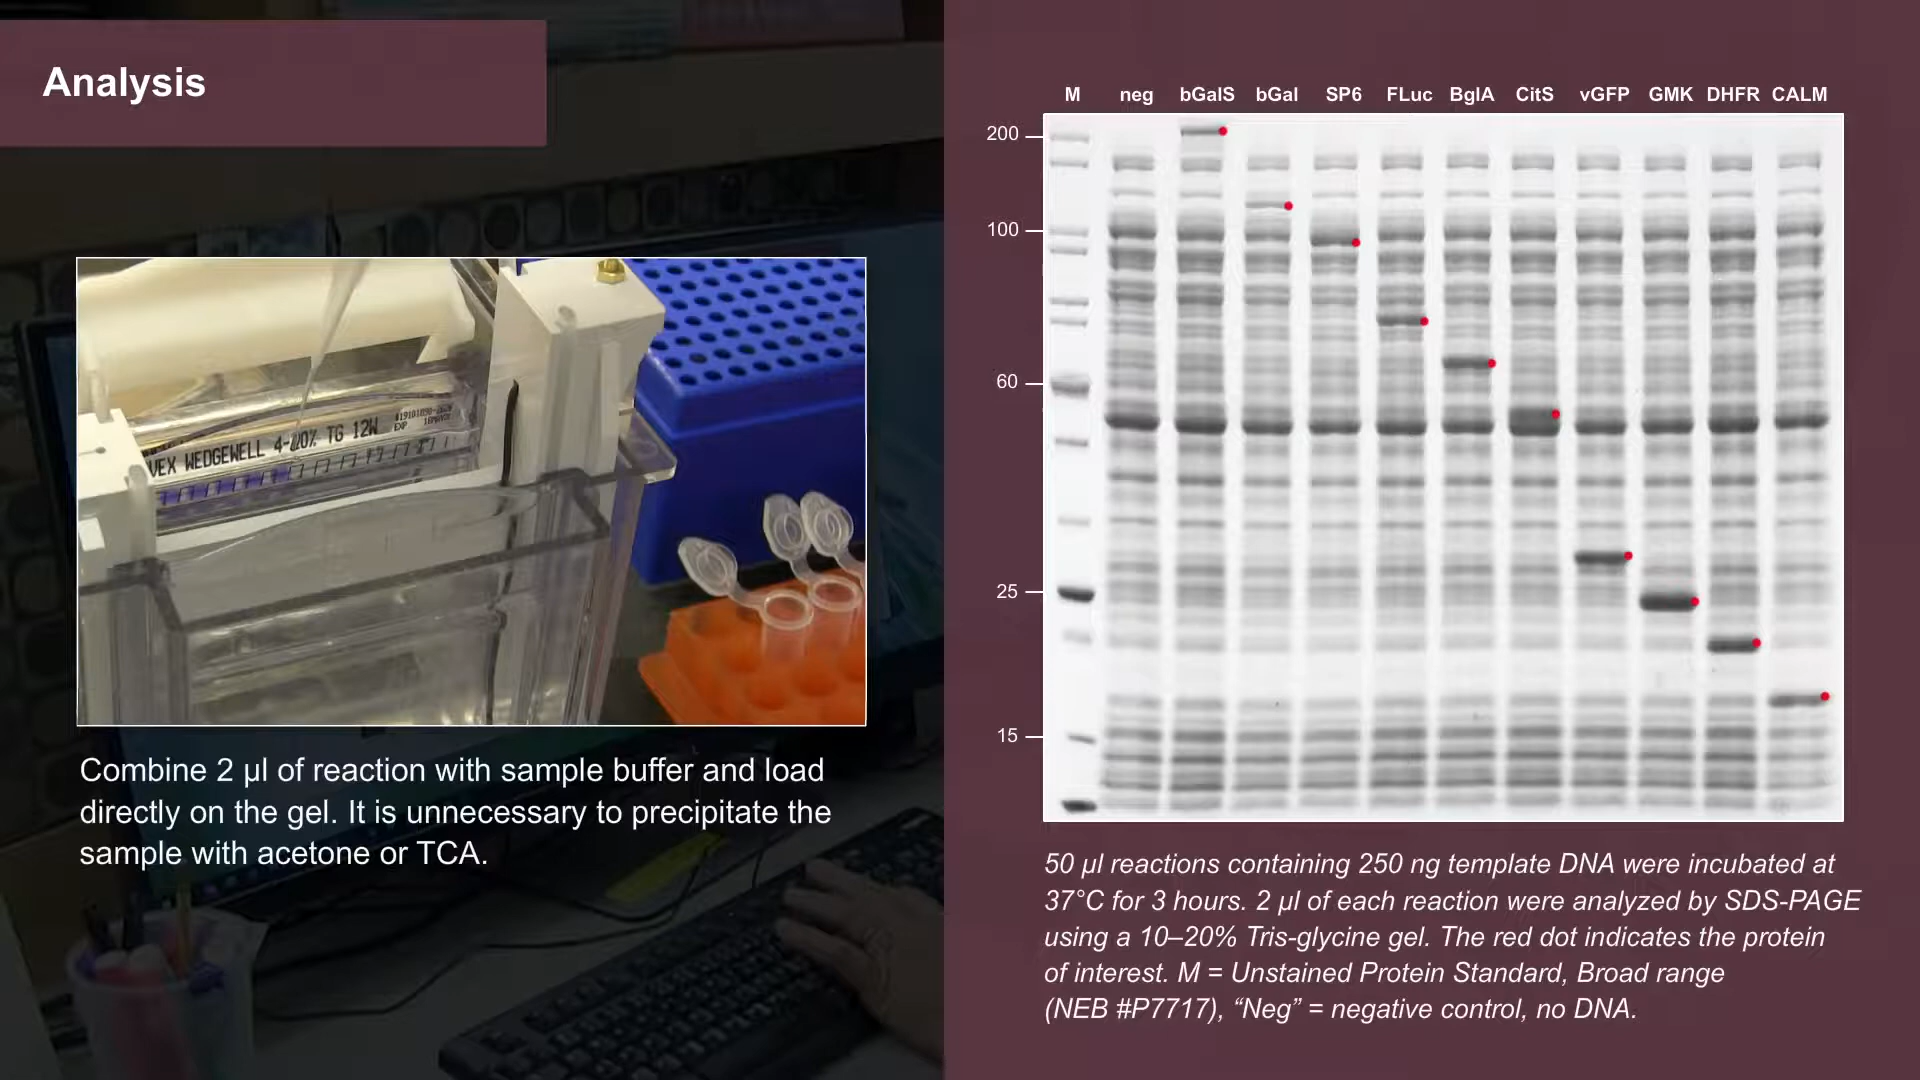 Analysis
VEX WEDGEWELL 4-20% TG 12W
EXP
Combine 2 µl of reaction with sample buffer and load
directly on the gel. It is unnecessary to precipitate the
sample with acetone or TCA.
M neg bGalS bGal SP6 FLuc BglA CitS vGFP GMK DHFR CALM
200
100
60
25
15
50 µl reactions containing 250 ng template DNA were incubated at
37°C for 3 hours. 2 µl of each reaction were analyzed by SDS-PAGE
using a 10–20% Tris-glycine gel. The red dot indicates the protein
of interest. M = Unstained Protein Standard, Broad range
(NEB #P7717), “Neg” = negative control, no DNA.